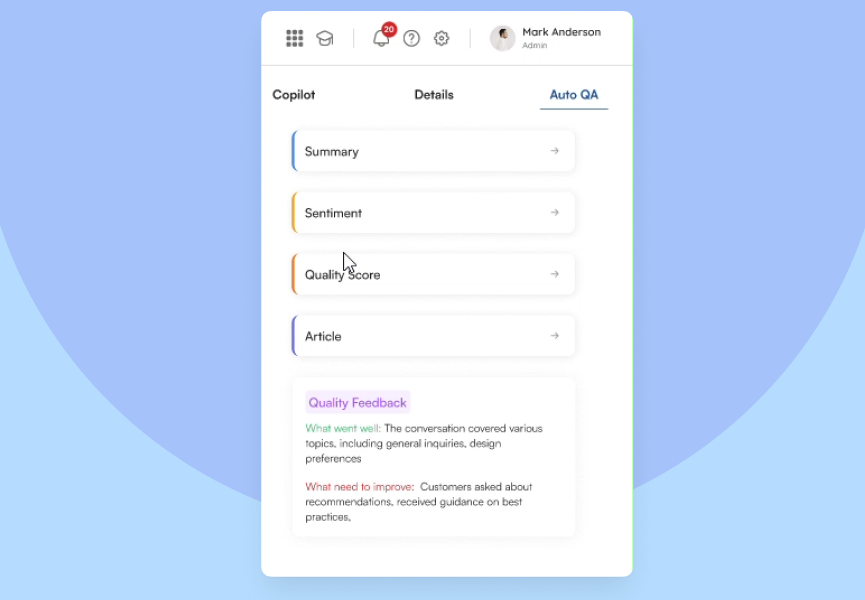 20
Mark Anderson
Admin
Copilot Details Auto QA
Summary
Sentiment
Quality Score
Article
Quality Feedback
What went well: The conversation covered various
topics, including general inquiries, design
preferences
What need to improve: Customers asked about
recommendations, received guidance on best
practices,